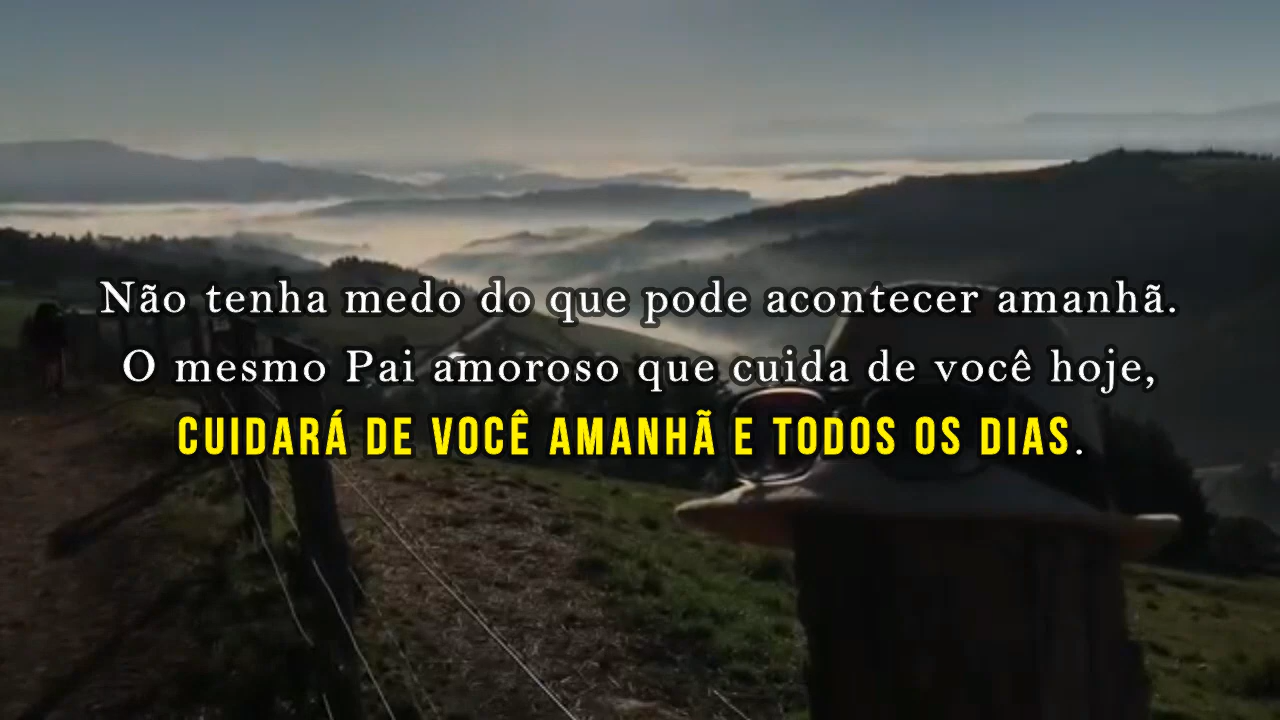 Não tenha medo do que pode acontecer amanhã.
O mesmo Pai amoroso que cuida de você hoje,
CUIDARÁ DE VOCÊ AMANHÃ E TODOS OS DIAS.